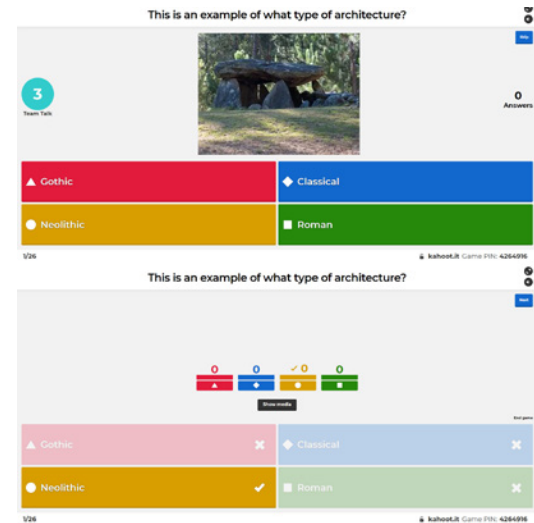 This is an example of what type of architecture?
Skip
3
Team Talk
0
Answers
Gothic
Classical
Neolithic
Roman
1/26
kahoot.it Game PIN: 4264916
This is an example of what type of architecture?
Next
0 0 0 0
Show media
End game
Gothic
Classical
Neolithic
Roman
1/26
kahoot.it Game PIN: 4264916